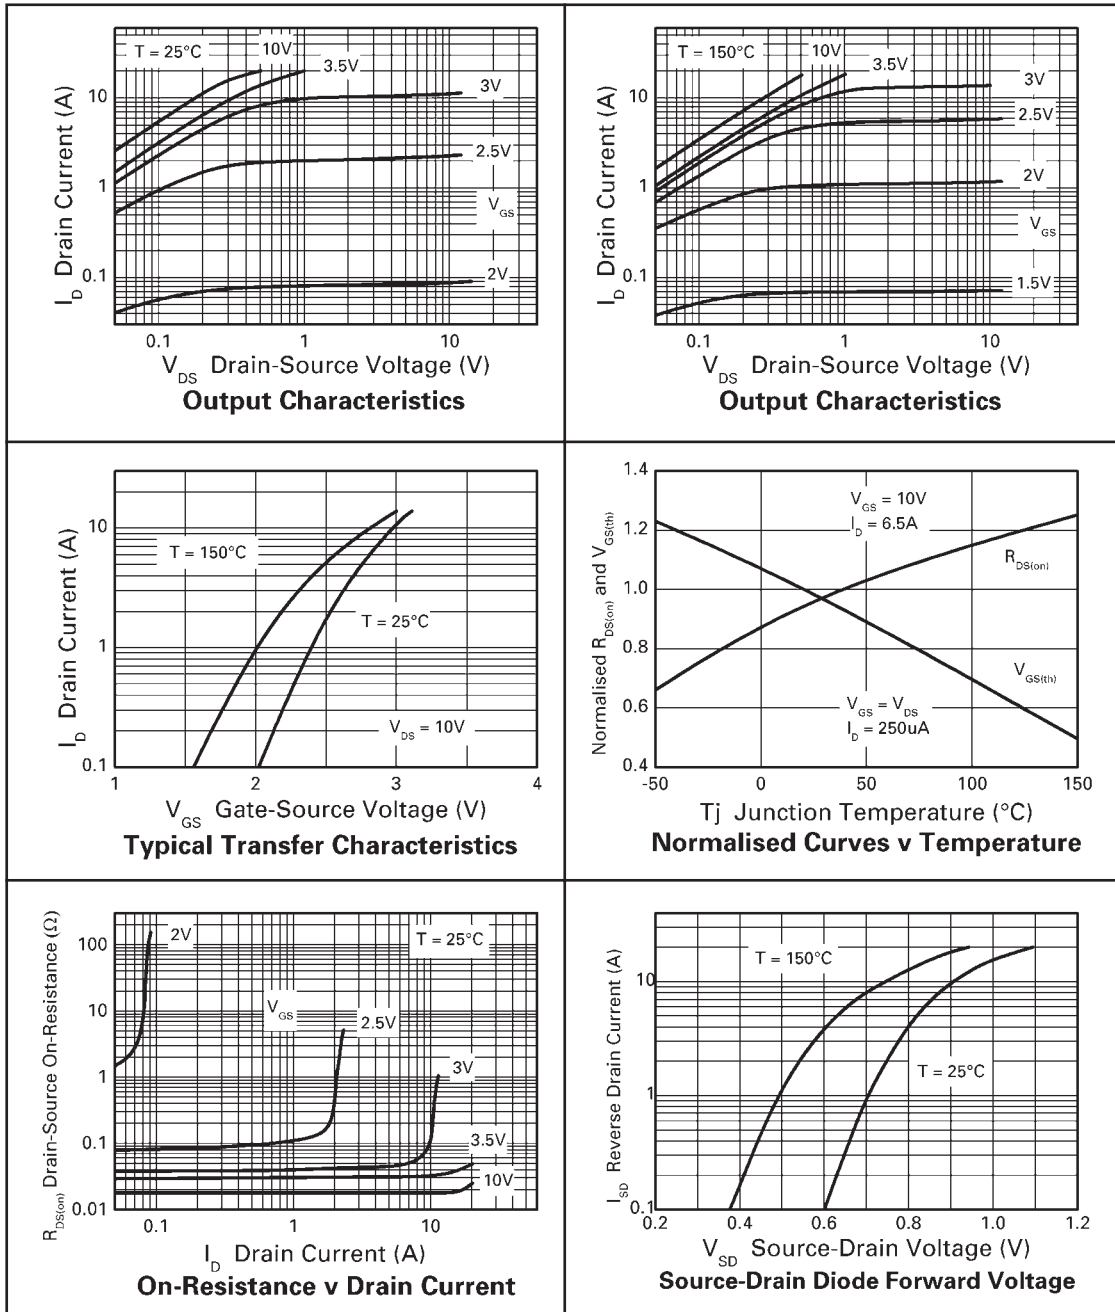 T = 25°C
10V
3.5V
3V
2.5V
V_GS
2V
10
1
0.1
I_D Drain Current (A)
0.1
1
10
V_DS Drain-Source Voltage (V)
Output Characteristics
T = 150°C
10V
3.5V
3V
2.5V
2V
V_GS
1.5V
10
1
0.1
I_D Drain Current (A)
0.1
1
10
V_DS Drain-Source Voltage (V)
Output Characteristics
10
1
0.1
I_D Drain Current (A)
T = 150°C
T = 25°C
V_DS = 10V
1
2
3
4
V_GS Gate-Source Voltage (V)
Typical Transfer Characteristics
1.4
1.2
1.0
0.8
0.6
0.4
Normalised R_DS(on) and V_GS(th)
V_GS = 10V
I_D = 6.5A
R_DS(on)
V_GS(th)
V_GS = V_DS
I_D = 250uA
-50
0
50
100
150
Tj Junction Temperature (°C)
Normalised Curves v Temperature
100
10
1
0.1
0.01
R_DS(on) Drain-Source On-Resistance (Ω)
2V
T = 25°C
V_GS
2.5V
3V
3.5V
10V
0.1
1
10
I_D Drain Current (A)
On-Resistance v Drain Current
10
1
0.1
I_SD Reverse Drain Current (A)
T = 150°C
T = 25°C
0.2
0.4
0.6
0.8
1.0
1.2
V_SD Source-Drain Voltage (V)
Source-Drain Diode Forward Voltage